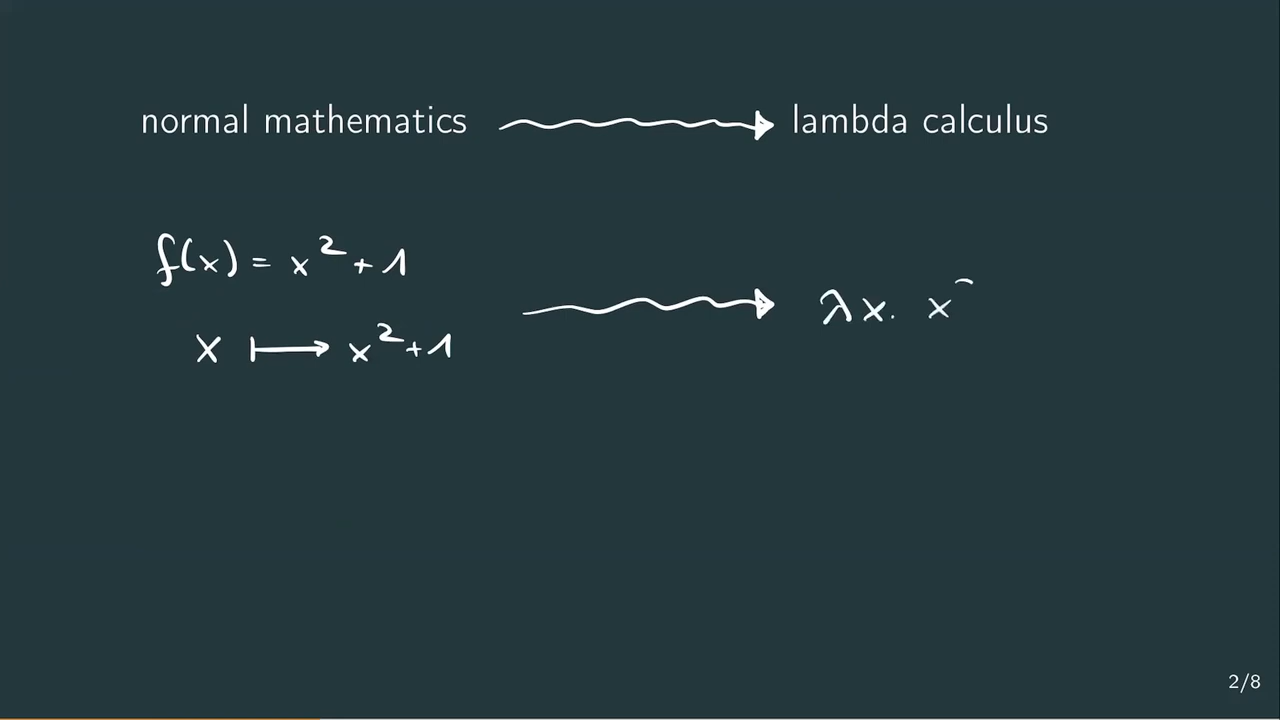 normal mathematics lambda calculus
f(x) = x² + 1
λx. x
x ⟼ x² + 1
2/8